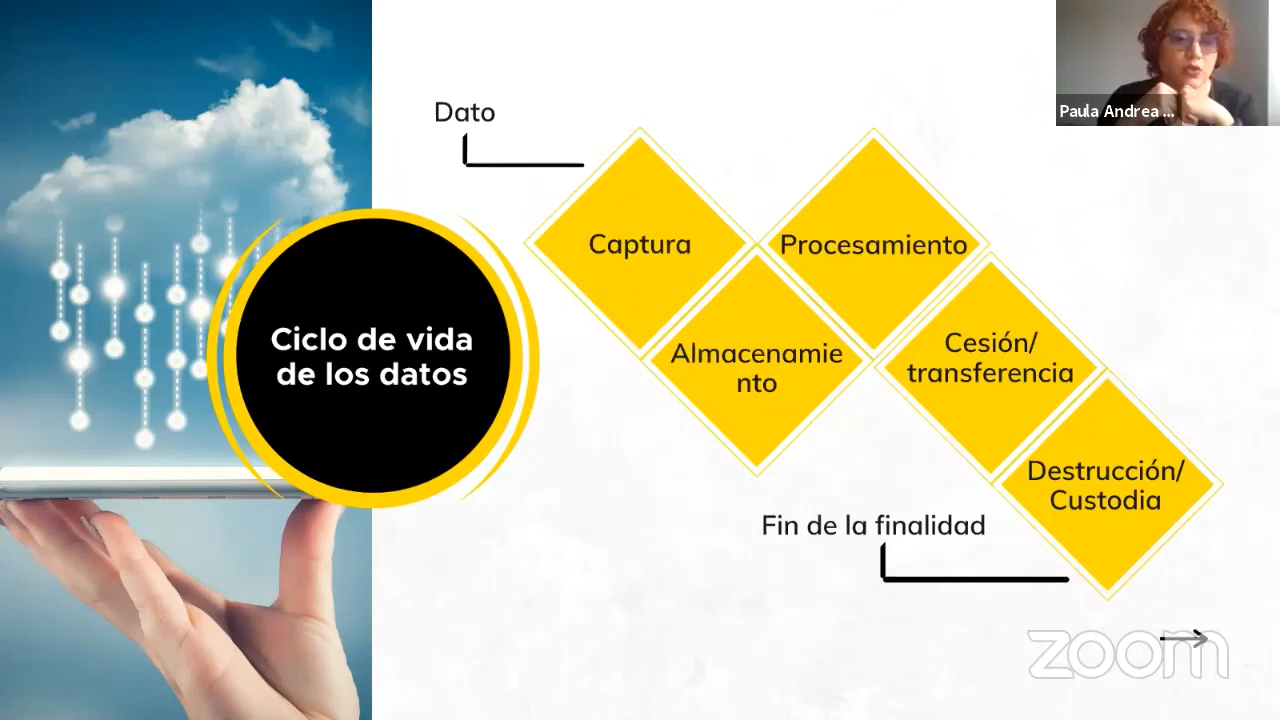 Paula Andrea ...
Dato
Captura
Procesamiento
Ciclo de vida
de los datos
Almacenamie
nto
Cesión/
transferencia
Destrucción/
Custodia
Fin de la finalidad
zoom